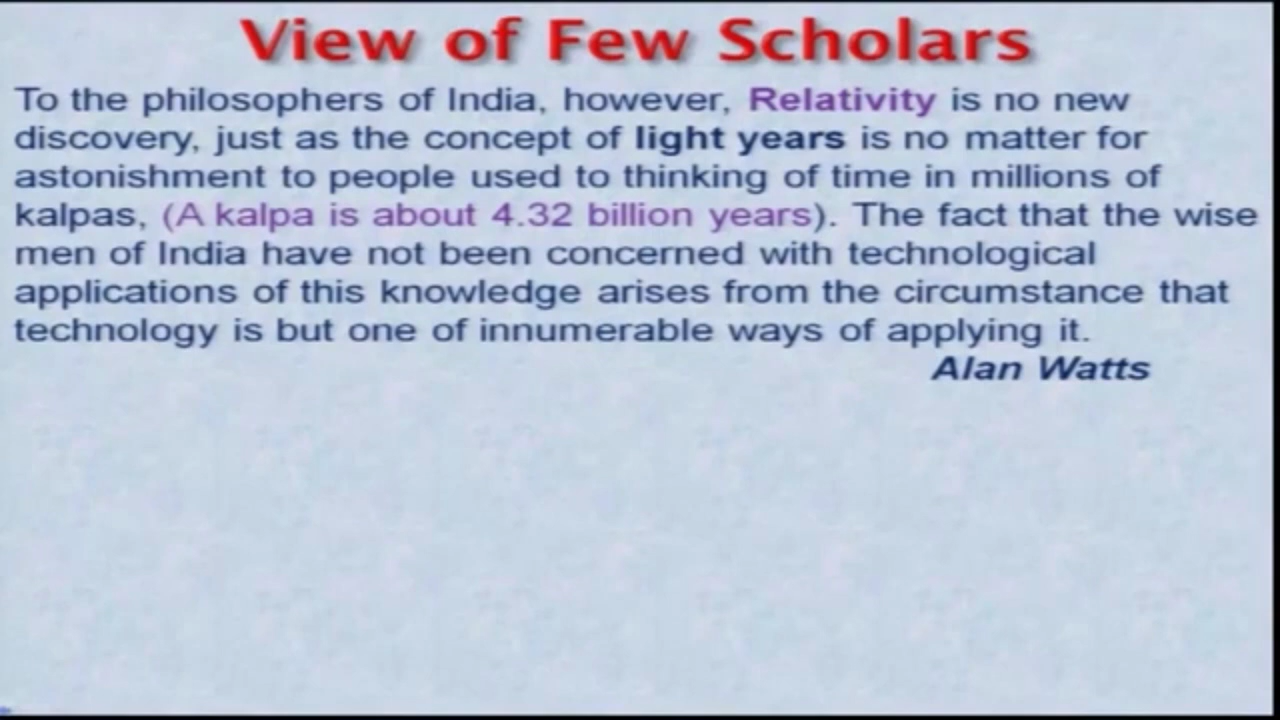 View of Few Scholars
To the philosophers of India, however, Relativity is no new
discovery, just as the concept of light years is no matter for
astonishment to people used to thinking of time in millions of
kalpas, (A kalpa is about 4.32 billion years). The fact that the wise
men of India have not been concerned with technological
applications of this knowledge arises from the circumstance that
technology is but one of innumerable ways of applying it.
Alan Watts